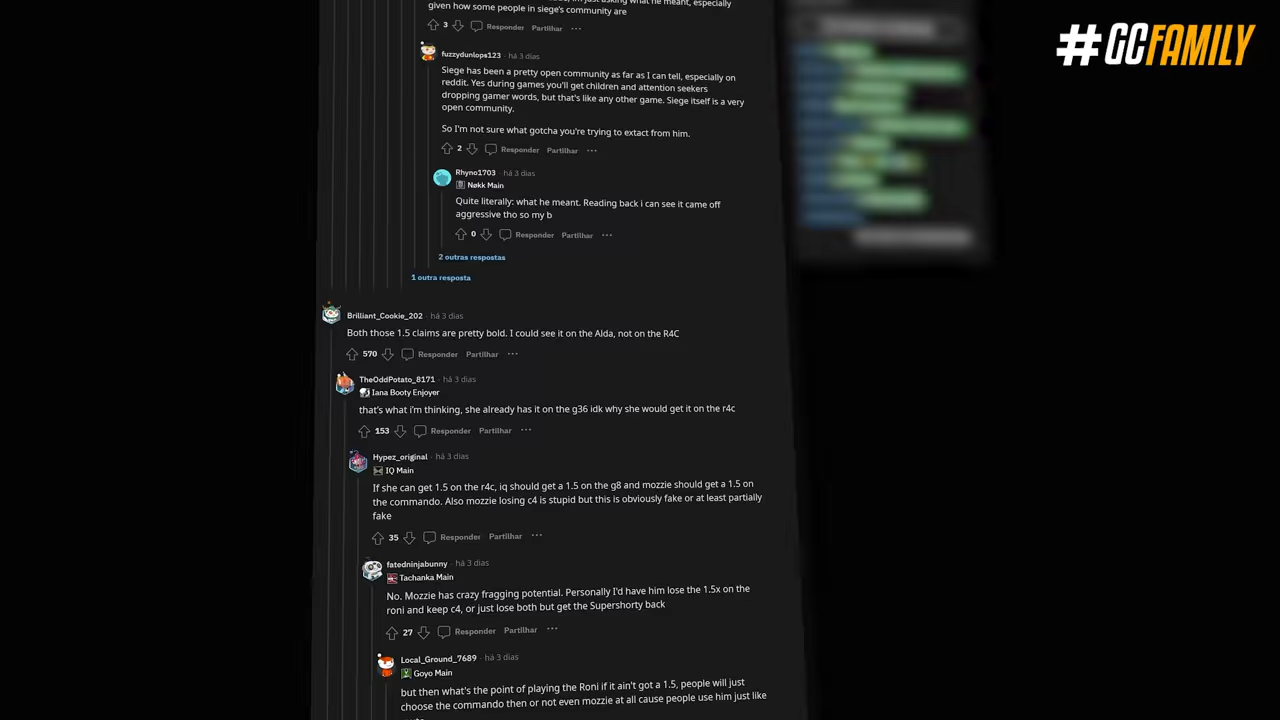 given how some people in siege's community are
3 Responder Partilhar ...
#GCFAMILY
fuzzydunlops123 · há 3 dias
Siege has been a pretty open community as far as I can tell, especially on
reddit. Yes during games you'll get children and attention seekers
dropping gamer words, but that's like any other game. Siege itself is a very
open community.
So I'm not sure what gotcha you're trying to extact from him.
2 Responder Partilhar ...
Rhyno1703 · há 3 dias
Nøkk Main
Quite literally: what he meant. Reading back i can see it came off
aggressive tho so my b
0 Responder Partilhar ...
2 outras respostas
1 outra resposta
Brilliant_Cookie_202 · há 3 dias
Both those 1.5 claims are pretty bold. I could see it on the Alda, not on the R4C
570 Responder Partilhar ...
TheOddPotato_8171 · há 3 dias
Iana Booty Enjoyer
that's what i'm thinking, she already has it on the g36 idk why she would get it on the r4c
153 Responder Partilhar ...
Hypez_original · há 3 dias
IQ Main
If she can get 1.5 on the r4c, iq should get a 1.5 on the g8 and mozzie should get a 1.5 on
the commando. Also mozzie losing c4 is stupid but this is obviously fake or at least partially
fake
35 Responder Partilhar ...
fatedninjabunny · há 3 dias
Tachanka Main
No. Mozzie has crazy fragging potential. Personally I'd have him lose the 1.5x on the
roni and keep c4, or just lose both but get the Supershorty back
27 Responder Partilhar ...
Local_Ground_7689 · há 3 dias
Goyo Main
but then what's the point of playing the Roni if it ain't got a 1.5, people will just
choose the commando then or not even mozzie at all cause people use him just like